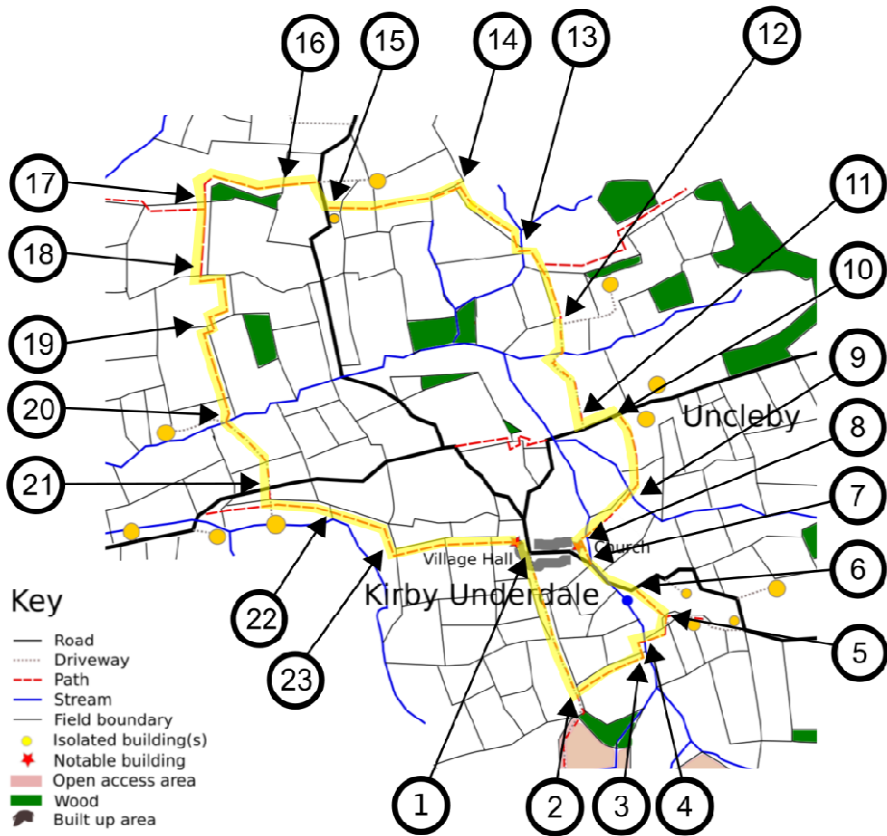 16
15
14
13
12
17
11
18
10
19
9
Uncleby
20
8
21
7
Church
Village Hall
6
Kirby Underdale
Key
22
5
Road
Driveway
23
Path
Stream
Field boundary
Isolated building(s)
Notable building
Open access area
Wood
Built up area
1
2
3
4